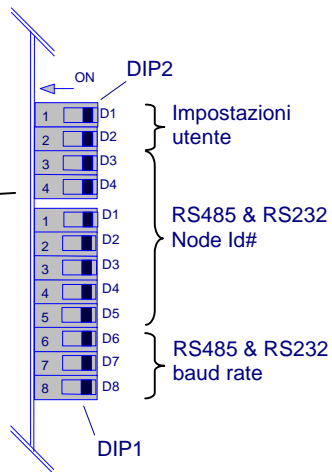 ON
DIP2
1 D1
2 D2
3 D3
4 D4
Impostazioni
utente
1 D1
2 D2
3 D3
4 D4
5 D5
6 D6
7 D7
8 D8
RS485 & RS232
Node Id#
RS485 & RS232
baud rate
DIP1